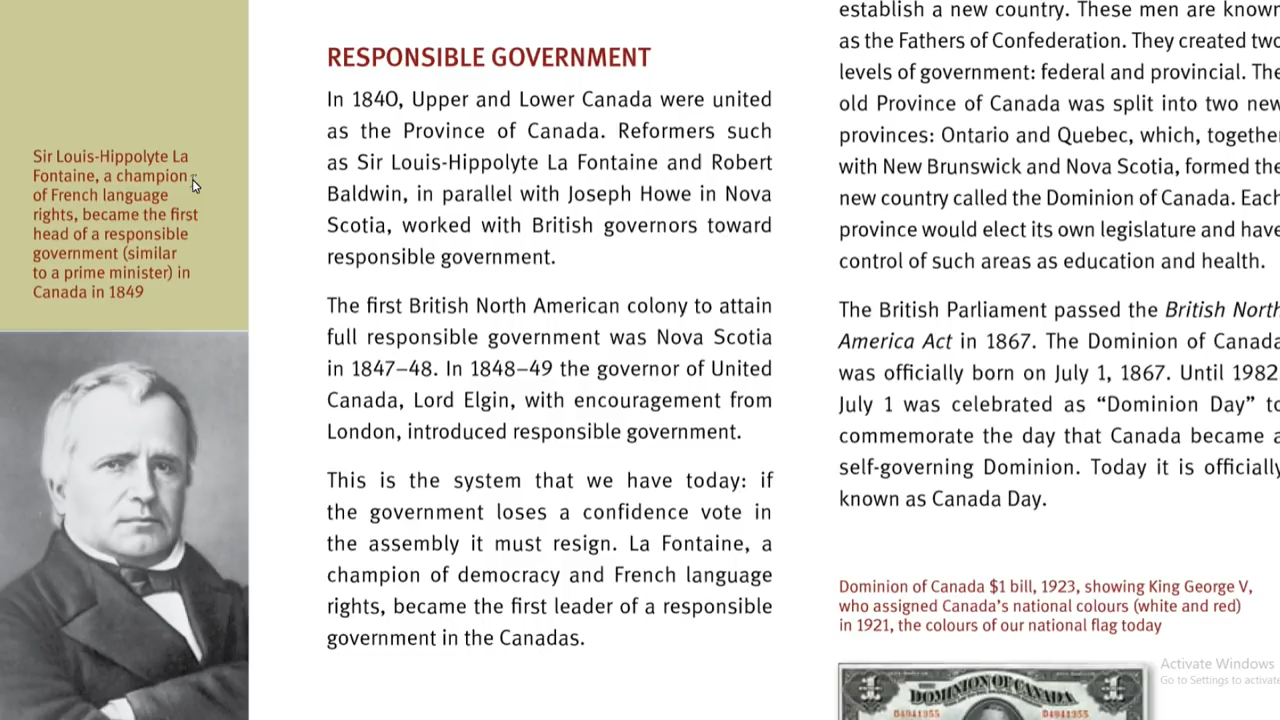 Sir Louis-Hippolyte La
Fontaine, a champion
of French language
rights, became the first
head of a responsible
government (similar
to a prime minister) in
Canada in 1849
RESPONSIBLE GOVERNMENT
In 1840, Upper and Lower Canada were united
as the Province of Canada. Reformers such
as Sir Louis-Hippolyte La Fontaine and Robert
Baldwin, in parallel with Joseph Howe in Nova
Scotia, worked with British governors toward
responsible government.
The first British North American colony to attain
full responsible government was Nova Scotia
in 1847–48. In 1848–49 the governor of United
Canada, Lord Elgin, with encouragement from
London, introduced responsible government.
This is the system that we have today: if
the government loses a confidence vote in
the assembly it must resign. La Fontaine, a
champion of democracy and French language
rights, became the first leader of a responsible
government in the Canadas.
establish a new country. These men are known
as the Fathers of Confederation. They created two
levels of government: federal and provincial. The
old Province of Canada was split into two new
provinces: Ontario and Quebec, which, together
with New Brunswick and Nova Scotia, formed the
new country called the Dominion of Canada. Each
province would elect its own legislature and have
control of such areas as education and health.
The British Parliament passed the British North
America Act in 1867. The Dominion of Canada
was officially born on July 1, 1867. Until 1982,
July 1 was celebrated as “Dominion Day” to
commemorate the day that Canada became a
self-governing Dominion. Today it is officially
known as Canada Day.
Dominion of Canada $1 bill, 1923, showing King George V,
who assigned Canada’s national colours (white and red)
in 1921, the colours of our national flag today
DOMINION OF CANADA
1 1
Activate Windows
Go to Settings to activate